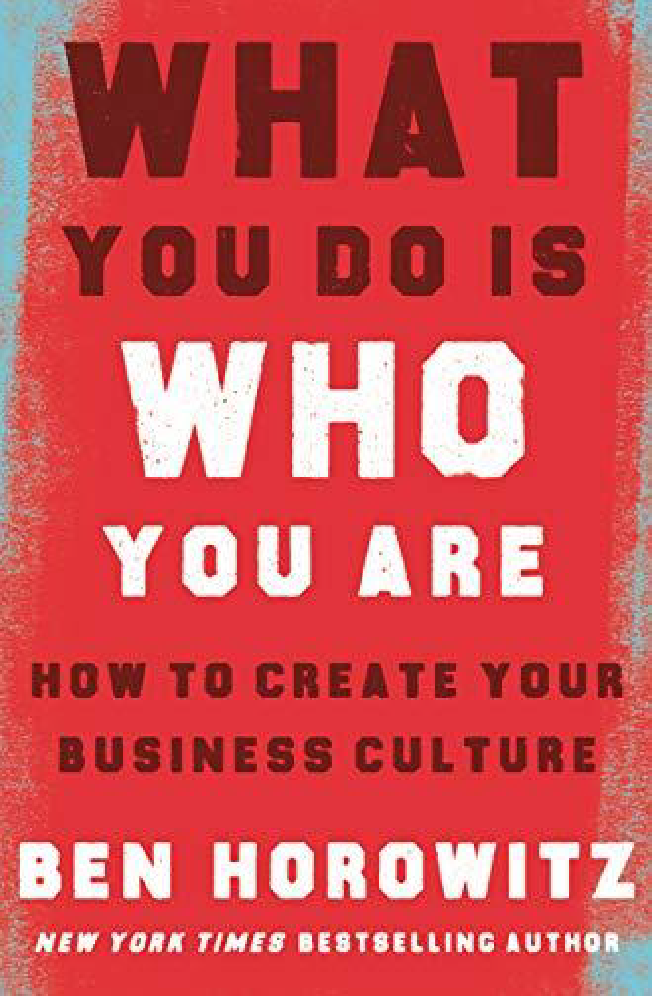 WHAT
YOU DO IS
WHO
YOU ARE
HOW TO CREATE YOUR
BUSINESS CULTURE
BEN HOROWITZ
NEW YORK TIMES BESTSELLING AUTHOR